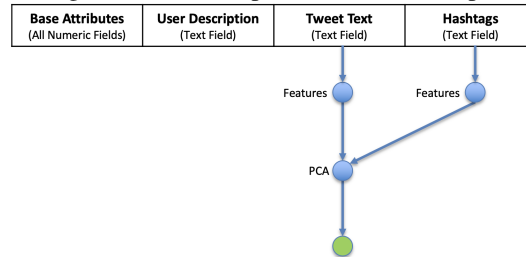 Base Attributes
(All Numeric Fields)
User Description
(Text Field)
Tweet Text
(Text Field)
Hashtags
(Text Field)
Features
Features
PCA